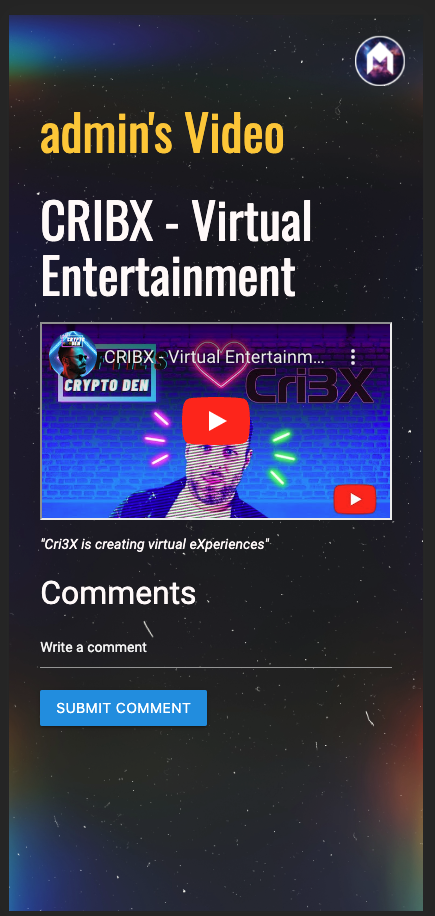 admin's Video
CRIBX - Virtual
Entertainment
CRIBX - Virtual Entertainm...
CRYPTO DEN
Cri3X
"Cri3X is creating virtual eXperiences"
Comments
Write a comment
SUBMIT COMMENT